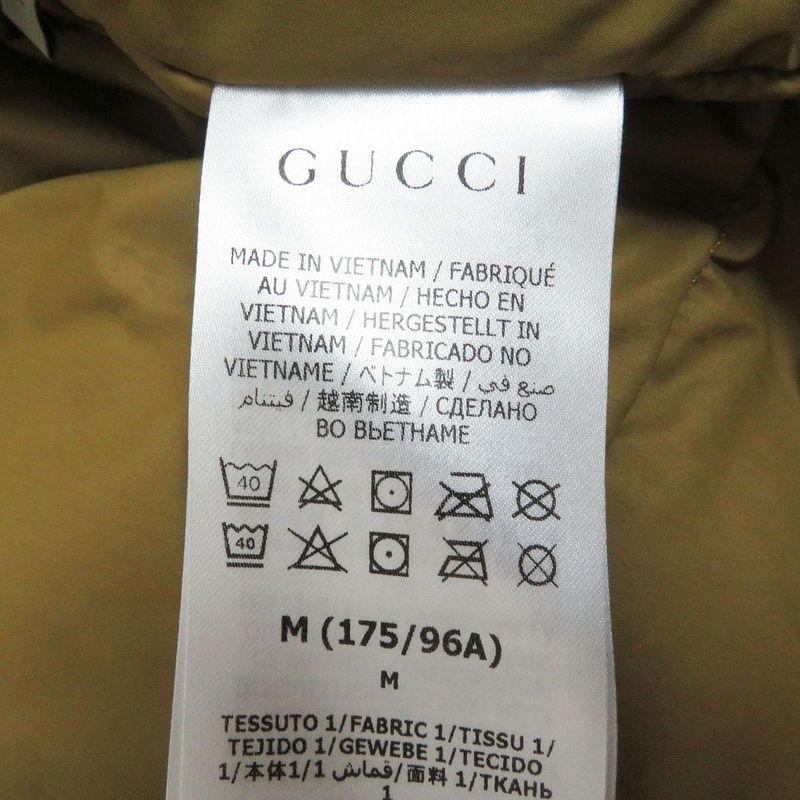 GUCCI
MADE IN VIETNAM / FABRIQUÉ
AU VIETNAM / HECHO EN
VIETNAM / HERGESTELLT IN
VIETNAM / FABRICADO NO
VIETNAME / ベトナム製 / صنع في
فيتنام / 越南制造 / СДЕЛАНО
ВО ВЬЕТНАМЕ
40
40
M (175/96A)
M
TESSUTO 1/FABRIC 1/TISSU 1/
TEJIDO 1/GEWEBE 1/TECIDO
1/本体1/قماش 1/面料 1/ТКАНЬ
1